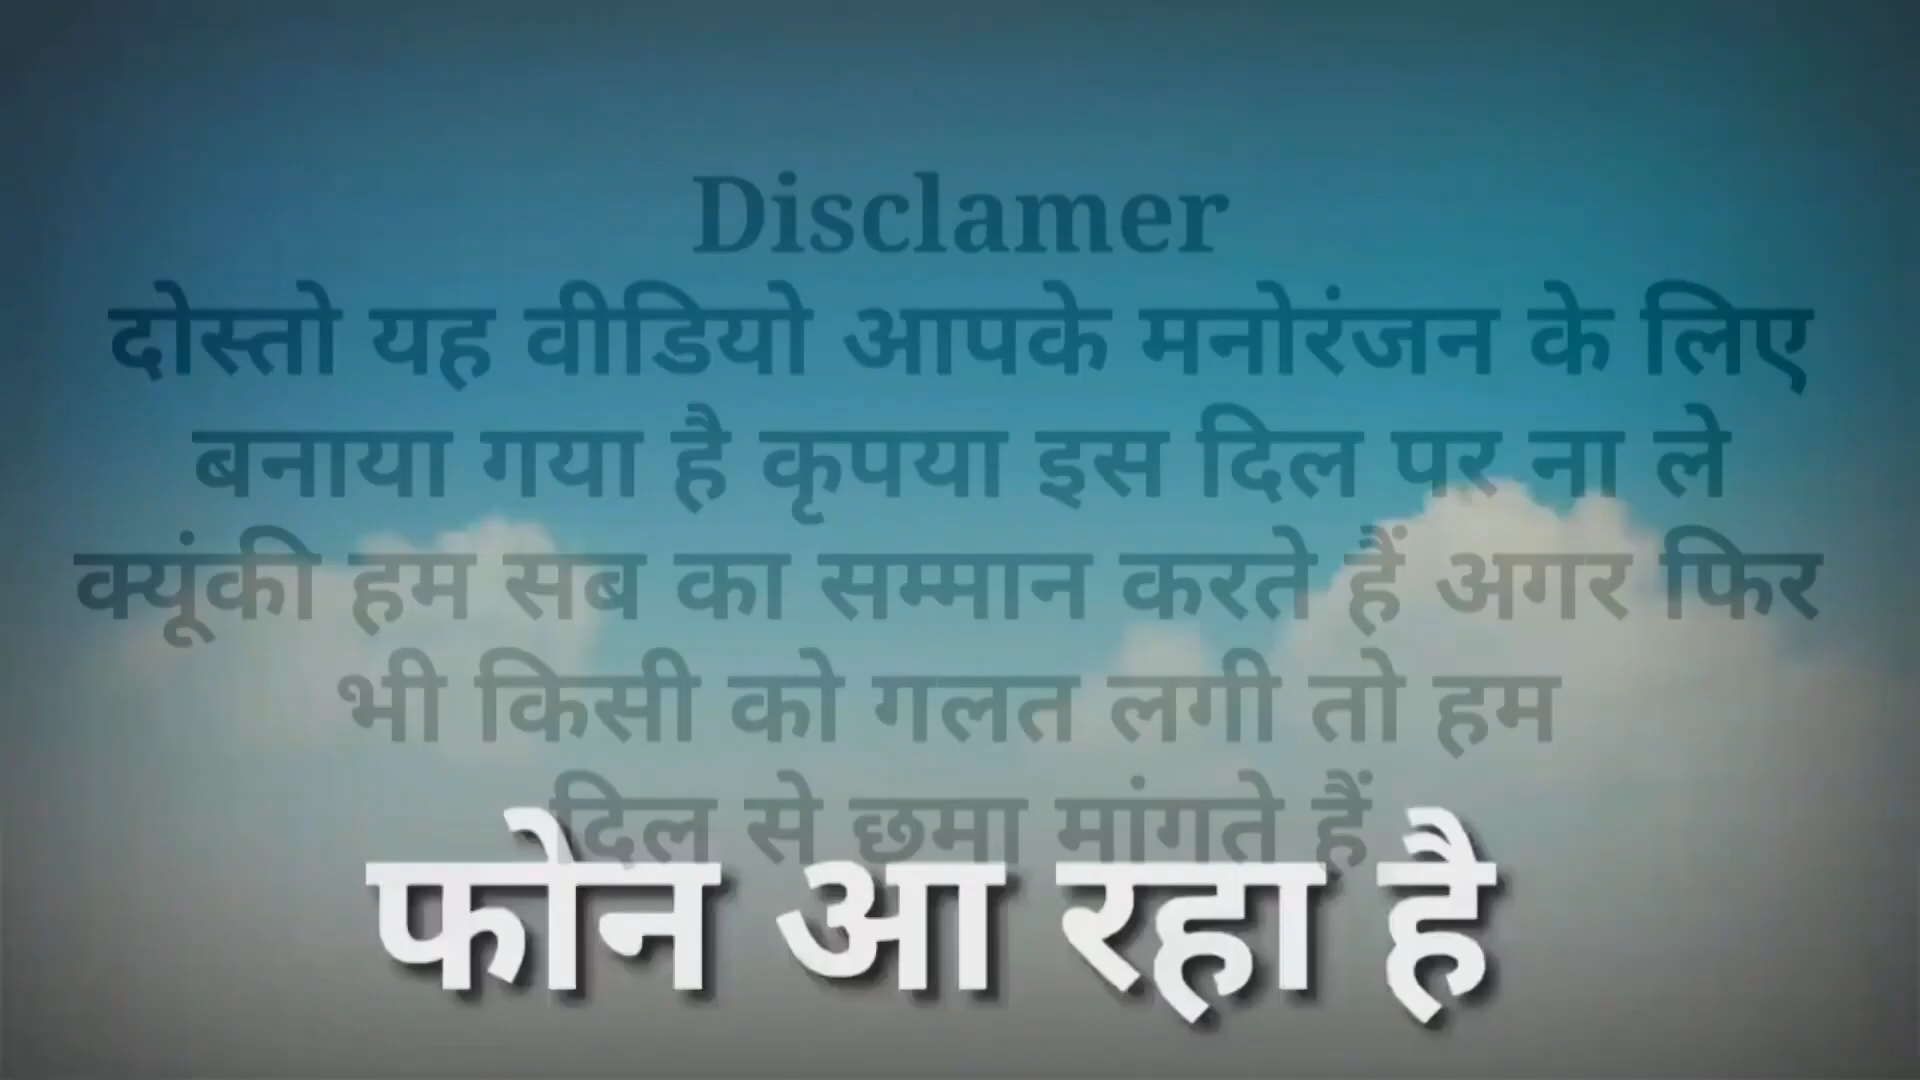 Disclamer
दोस्तो यह वीडियो आपके मनोरंजन के लिए
बनाया गया है कृपया इस दिल पर ना ले
क्यूंकी हम सब का सम्मान करते हैं अगर फिर
भी किसी को गलत लगी तो हम
दिल से छमा मांगते हैं
फोन आ रहा है